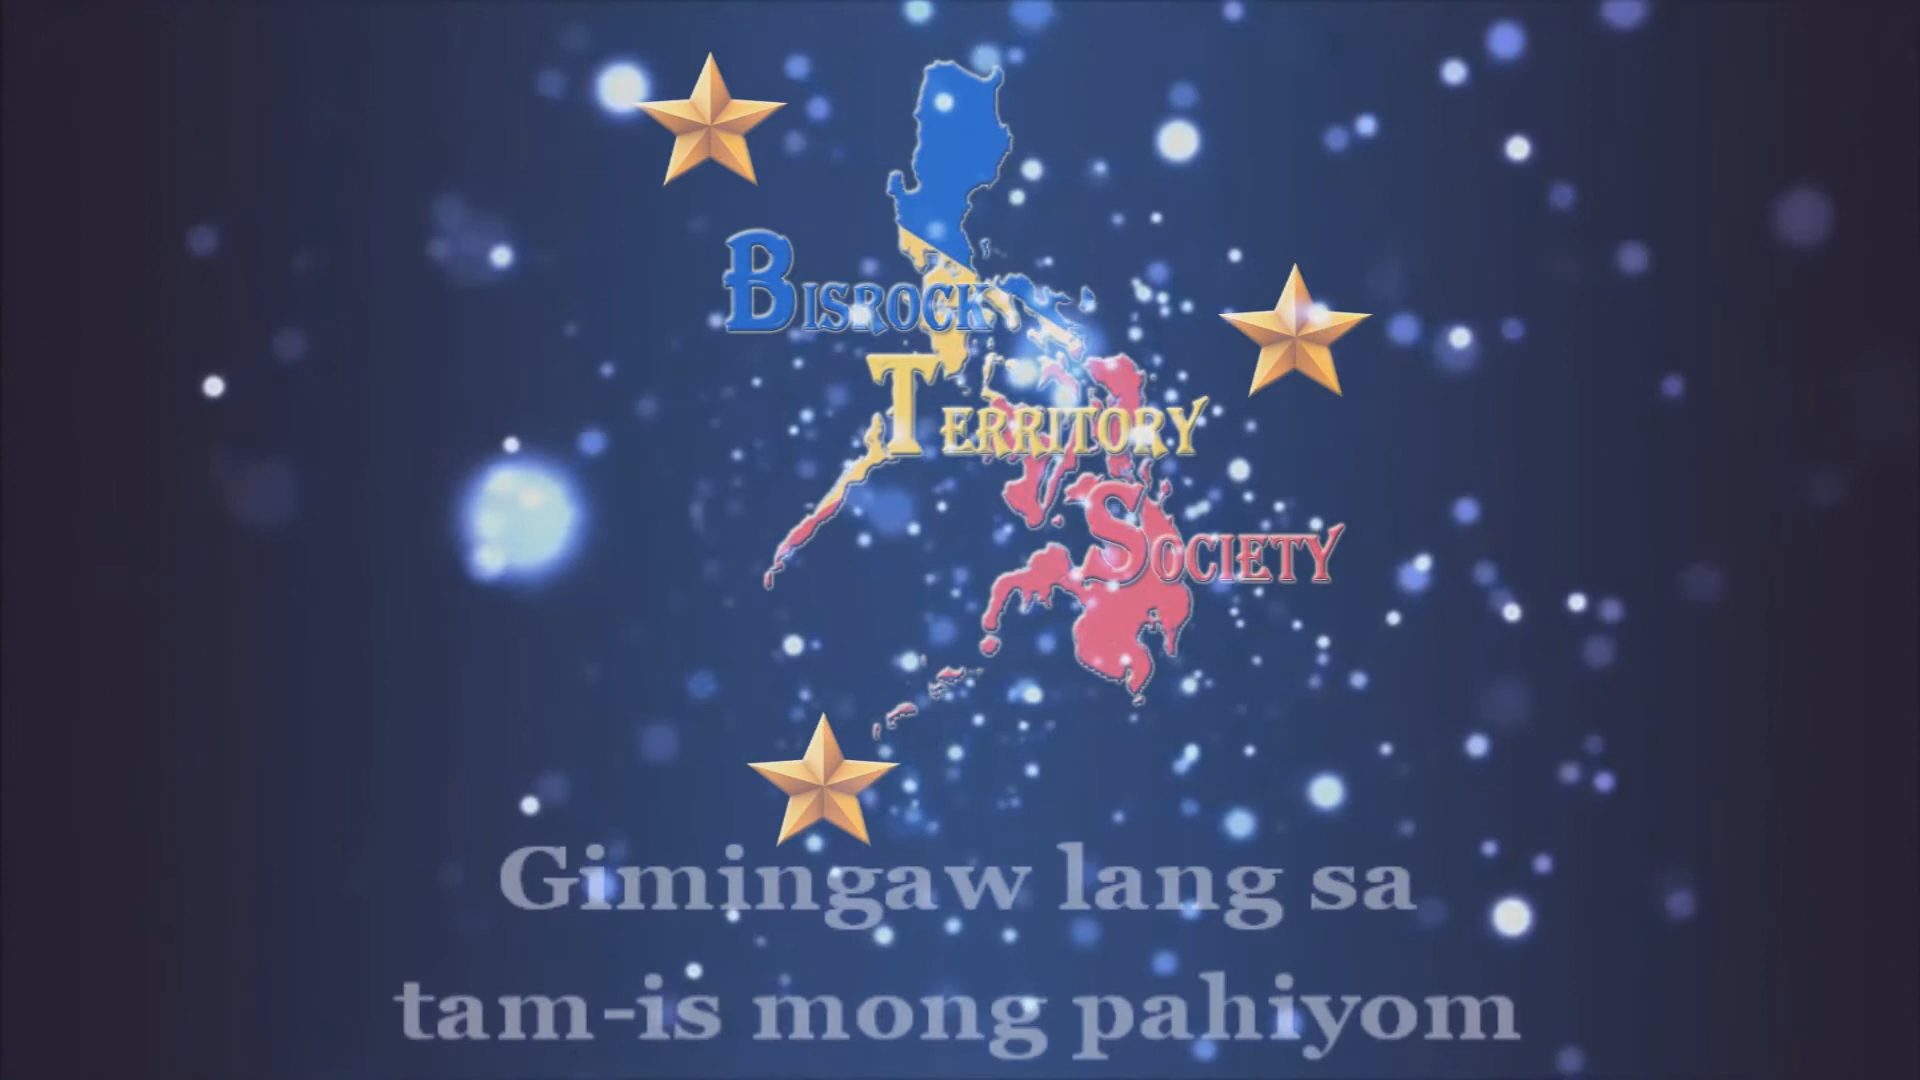 Bisrock
Territory
Society
Gimingaw lang sa
tam-is mong pahiyom